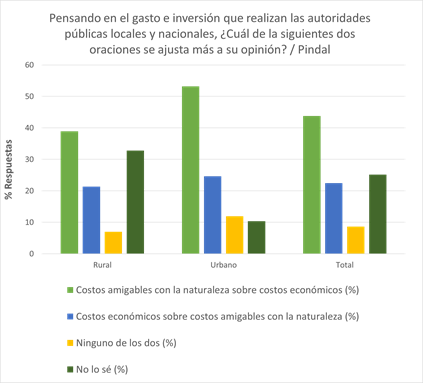 Pensando en el gasto e inversión que realizan las autoridades
públicas locales y nacionales, ¿Cuál de la siguientes dos
oraciones se ajusta más a su opinión? / Pindal
% Respuestas
60
50
40
30
20
10
0
Rural
Urbano
Total
Costos amigables con la naturaleza sobre costos económicos (%)
Costos económicos sobre costos amigables con la naturaleza (%)
Ninguno de los dos (%)
No lo sé (%)